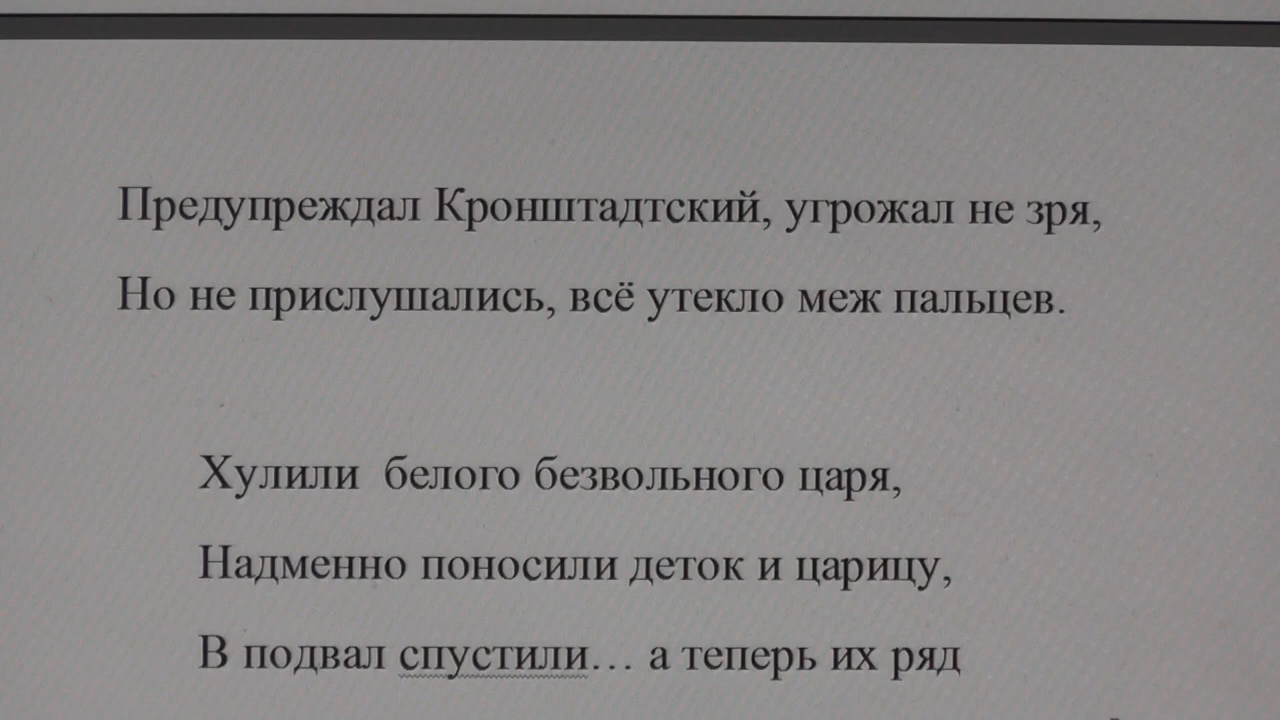 Предупреждал Кронштадтский, угрожал не зря,
Но не прислушались, всё утекло меж пальцев.
Хулили белого безвольного царя,
Надменно поносили деток и царицу,
В подвал спустили… а теперь их ряд